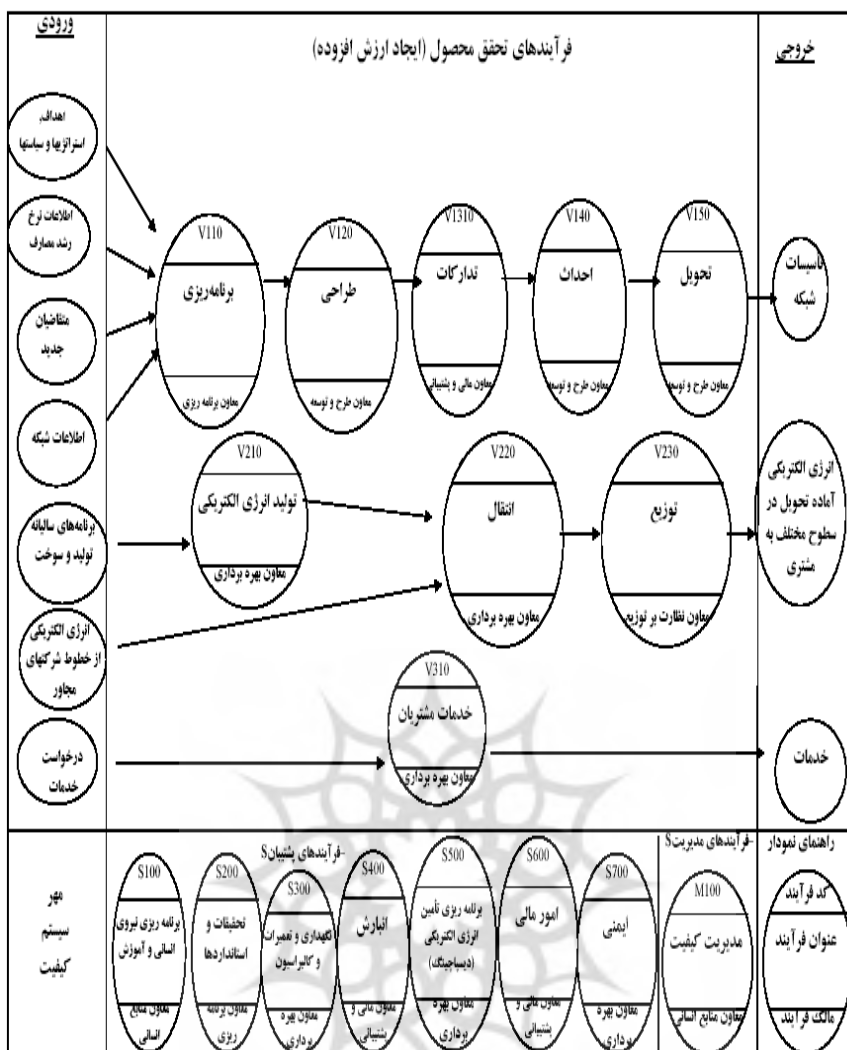 ورودی
فرآیندهای تحقق محصول (ایجاد ارزش افزوده)
خروجی
اهداف,
استراتژیها و سیاستها
اطلاعات نرخ
رشد مصارف
متقاضیان
جدید
اطلاعات شبکه
برنامه‌های سالیانه
تولید و سوخت
انرژی الکتریکی
از خطوط شرکتهای
مجاور
درخواست
خدمات
V110
برنامه‌ریزی
معاون برنامه ریزی
V120
طراحی
معاون طرح و توسعه
V1310
تدارکات
معاون مالی و پشتیبانی
V140
احداث
معاون طرح و توسعه
V150
تحویل
معاون طرح و توسعه
تاسیسات
شبکه
V210
تولید انرژی الکتریکی
معاون بهره برداری
V220
انتقال
معاون بهره برداری
V230
توزیع
معاون نظارت بر توزیع
انرژی الکتریکی
آماده تحویل در
سطوح مختلف به
مشتری
V310
خدمات مشتریان
معاون بهره برداری
خدمات
مهر
سیستم
کیفیت
-فرآیندهای پشتیبانS
S100
برنامه ریزی نیروی
انسانی و آموزش
معاون منابع
انسانی
S200
تحقیقات و
استانداردها
معاون برنامه
ریزی
S300
نگهداری و تعمیرات
و کالیبراسیون
معاون بهره
برداری
S400
انبارش
معاون مالی و
پشتیبانی
S500
برنامه ریزی تأمین
انرژی الکتریکی
(دیسپاچینگ)
معاون بهره
برداری
S600
امور مالی
معاون مالی و
پشتیبانی
S700
ایمنی
معاون بهره
برداری
-فرآیندهای مدیریتS
M100
مدیریت کیفیت
معاون منابع انسانی
راهنمای نمودار
کد فرآیند
عنوان فرآیند
مالک فرآیند